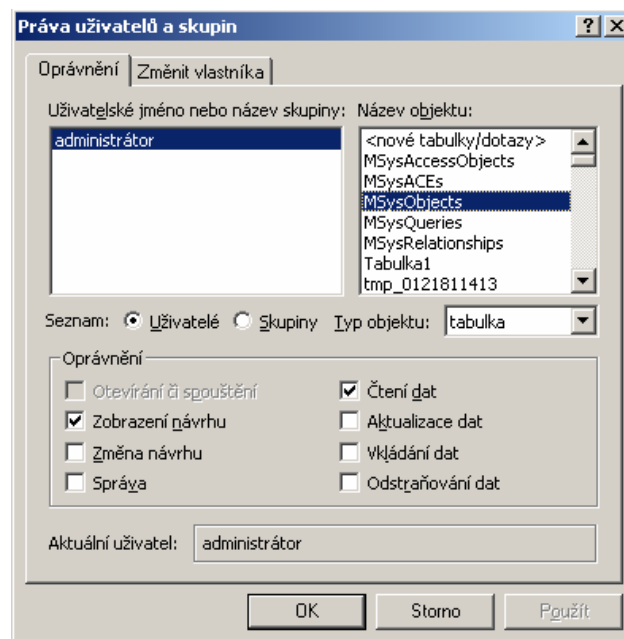 Práva uživatelů a skupin
Oprávnění
Změnit vlastníka
Uživatelské jméno nebo název skupiny:
administrátor
Název objektu:
<nové tabulky/dotazy>
MSysAccessObjects
MSysACEs
MSysObjects
MSysQueries
MSysRelationships
Tabulka1
tmp_0121811413
Seznam: Uživatelé Skupiny Typ objektu: tabulka
Oprávnění
Otevírání či spouštění
Zobrazení návrhu
Změna návrhu
Správa
Čtení dat
Aktualizace dat
Vkládání dat
Odstraňování dat
Aktuální uživatel: administrátor
OK Storno Použít